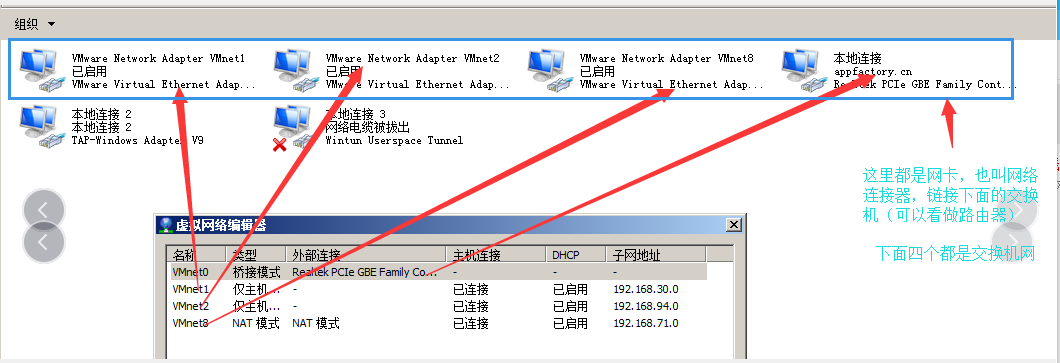 组织
VMware Network Adapter VMnet1
已启用
VMware Virtual Ethernet Adap...
VMware Network Adapter VMnet2
已启用
VMware Virtual Ethernet Adap...
VMware Network Adapter VMnet8
已启用
VMware Virtual Ethernet Adap...
本地连接
appfactory.cn
Realtek PCIe GBE Family Cont...
本地连接 2
本地连接 2
TAP-Windows Adapter V9
本地连接 3
网络电缆被拔出
Wintun Userspace Tunnel
这里都是网卡，也叫网络
连接器，链接下面的交换
机（可以看做路由器）
下面四个都是交换机网
虚拟网络编辑器
名称 类型 外部连接 主机连接 DHCP 子网地址
VMnet0 桥接模式 Realtek PCIe GBE Family Co... - - -
VMnet1 仅主机... - 已连接 已启用 192.168.30.0
VMnet2 仅主机... - 已连接 已启用 192.168.94.0
VMnet8 NAT 模式 NAT 模式 已连接 已启用 192.168.71.0